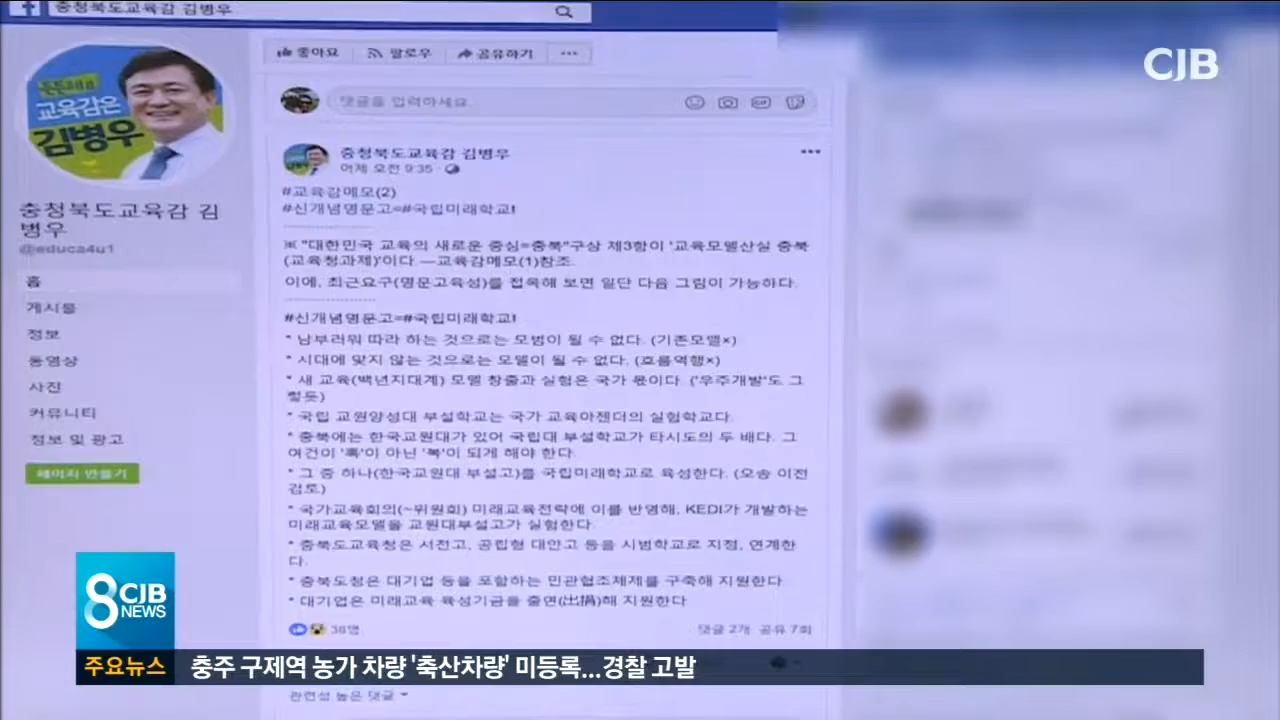 충청북도교육감 김병우
CJB
좋아요 팔로우 공유하기 ...
교육감은
김병우
댓글을 입력하세요.
충청북도교육감 김병우
어제 오전 9:35
#교육감메모(2)
#신개념명문고=#국립미래학교!
충청북도교육감 김
병우
@educa4u1
홈
게시물
정보
동영상
사진
커뮤니티
정보 및 광고
페이지 만들기
※ "대한민국 교육의 새로운 중심=충북"구상 제3항이 '교육모델산실 충북
(교육청과제)'이다. —교육감메모(1)참조.
이에, 최근요구(명문고육성)를 접목해 보면 일단 다음 그림이 가능하다.
#신개념명문고=#국립미래학교!
* 남부러워 따라 하는 것으로는 모범이 될 수 없다. (기존모델×)
* 시대에 맞지 않는 것으로는 모델이 될 수 없다. (흐름역행×)
* 새 교육(백년지대계) 모델 창출과 실험은 국가 몫이다. ('우주개발'도 그
렇듯)
* 국립 교원양성대 부설학교는 국가 교육아젠더의 실험학교다.
* 충북에는 한국교원대가 있어 국립대 부설학교가 타시도의 두 배다. 그
여건이 '혹'이 아닌 '복'이 되게 해야 한다.
* 그 중 하나(한국교원대 부설고)를 국립미래학교로 육성한다. (오송 이전
검토)
* 국가교육회의(~위원회) 미래교육전략에 이를 반영해, KEDI가 개발하는
미래교육모델을 교원대부설고가 실험한다.
* 충북도교육청은 서전고, 공립형 대안고 등을 시범학교로 지정, 연계한
다.
* 충북도청은 대기업 등을 포함하는 민관협조체제를 구축해 지원한다.
* 대기업은 미래교육 육성기금을 출연(出捐)해 지원한다
38명 댓글 2개 공유 7회
8 CJB
NEWS
주요뉴스 충주 구제역 농가 차량 '축산차량' 미등록...경찰 고발
관련성 높은 댓글